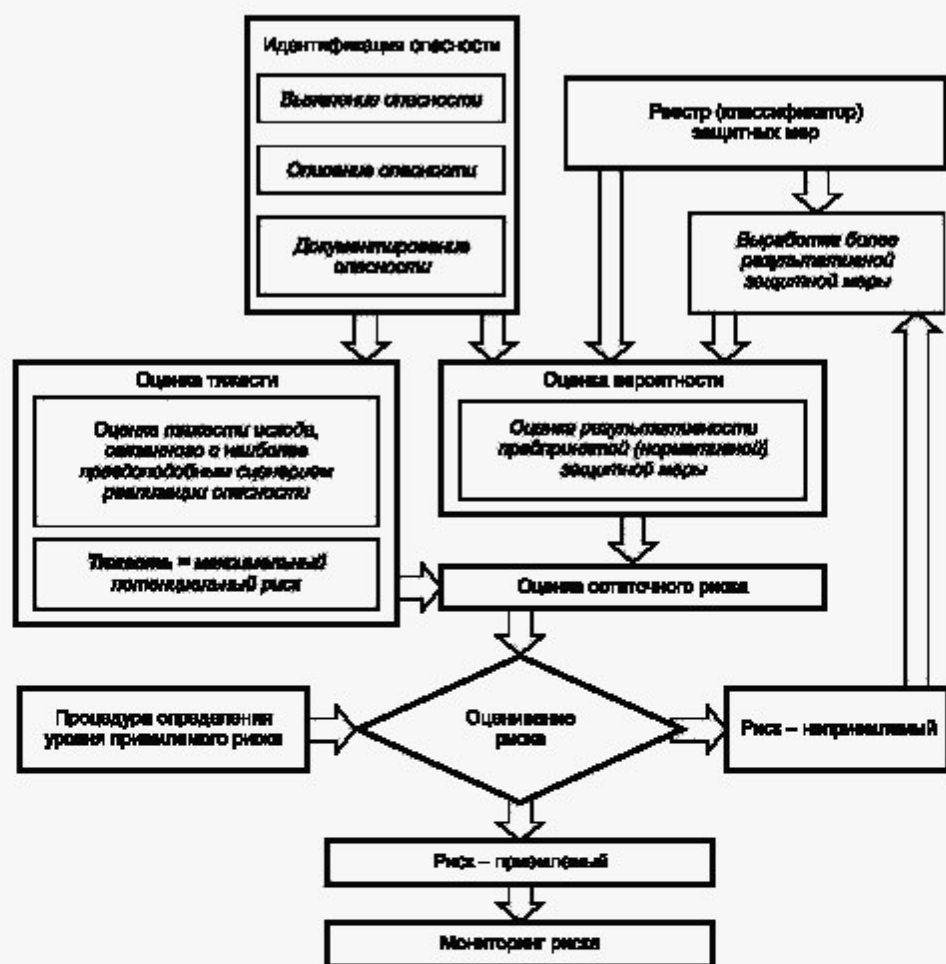 Идентификация опасности
Выявление опасности
Описание опасности
Документирование
опасности
Реестр (классификатор)
защитных мер
Выработка более
результативной
защитной меры
Оценка тяжести
Оценка тяжести исхода,
связанного с наиболее
правдоподобным сценарием
реализации опасности
Тяжесть = максимальный
потенциальный риск
Оценка вероятности
Оценка результативности
предпринятой (нормативной)
защитной меры
Оценка остаточного риска
Процедура определения
уровня приемлемого риска
Оценивание
риска
Риск – неприемлемый
Риск – приемлемый
Мониторинг риска